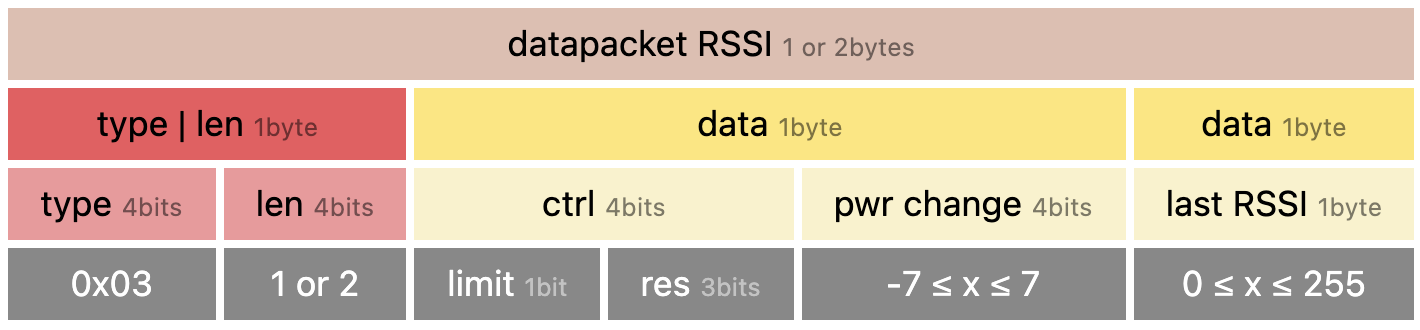 datapacket RSSI 1 or 2bytes
type | len 1byte data 1byte data 1byte
type 4bits len 4bits ctrl 4bits pwr change 4bits last RSSI 1byte
0x03 1 or 2 limit 1bit res 3bits -7 ≤ x ≤ 7 0 ≤ x ≤ 255